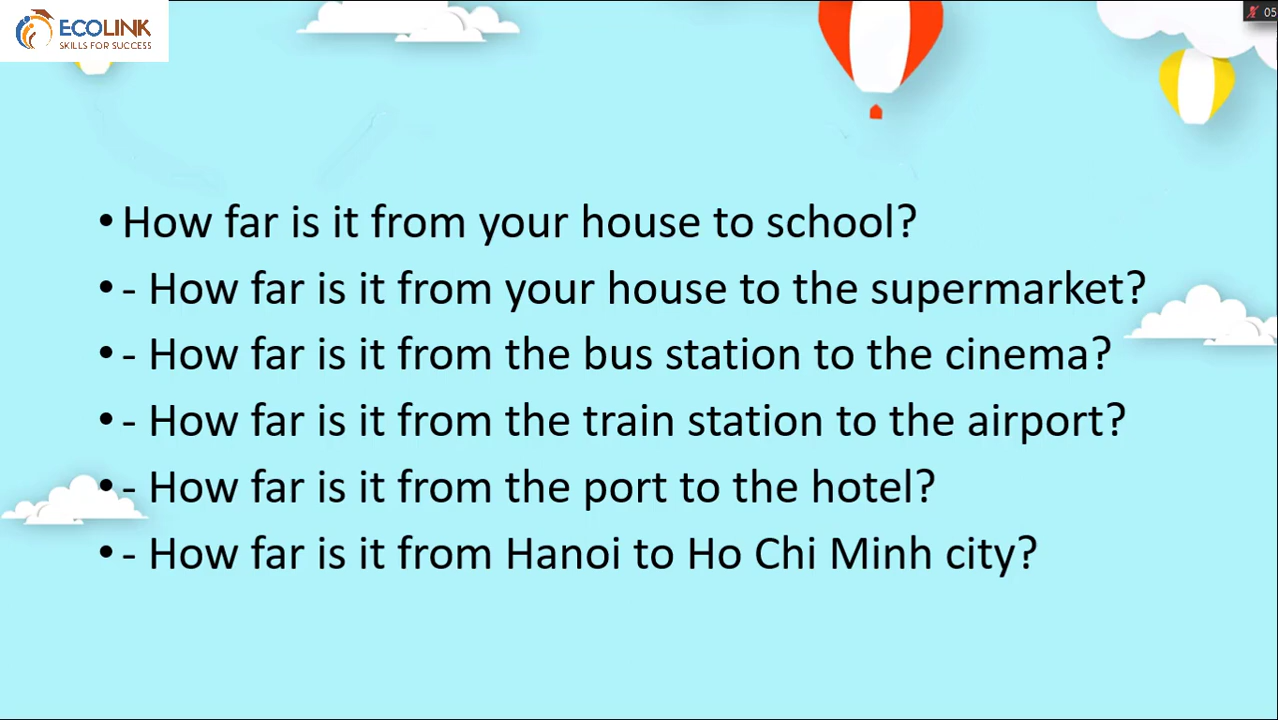 ECOLINK
SKILLS FOR SUCCESS
05
• How far is it from your house to school?
• - How far is it from your house to the supermarket?
• - How far is it from the bus station to the cinema?
• - How far is it from the train station to the airport?
• - How far is it from the port to the hotel?
• - How far is it from Hanoi to Ho Chi Minh city?